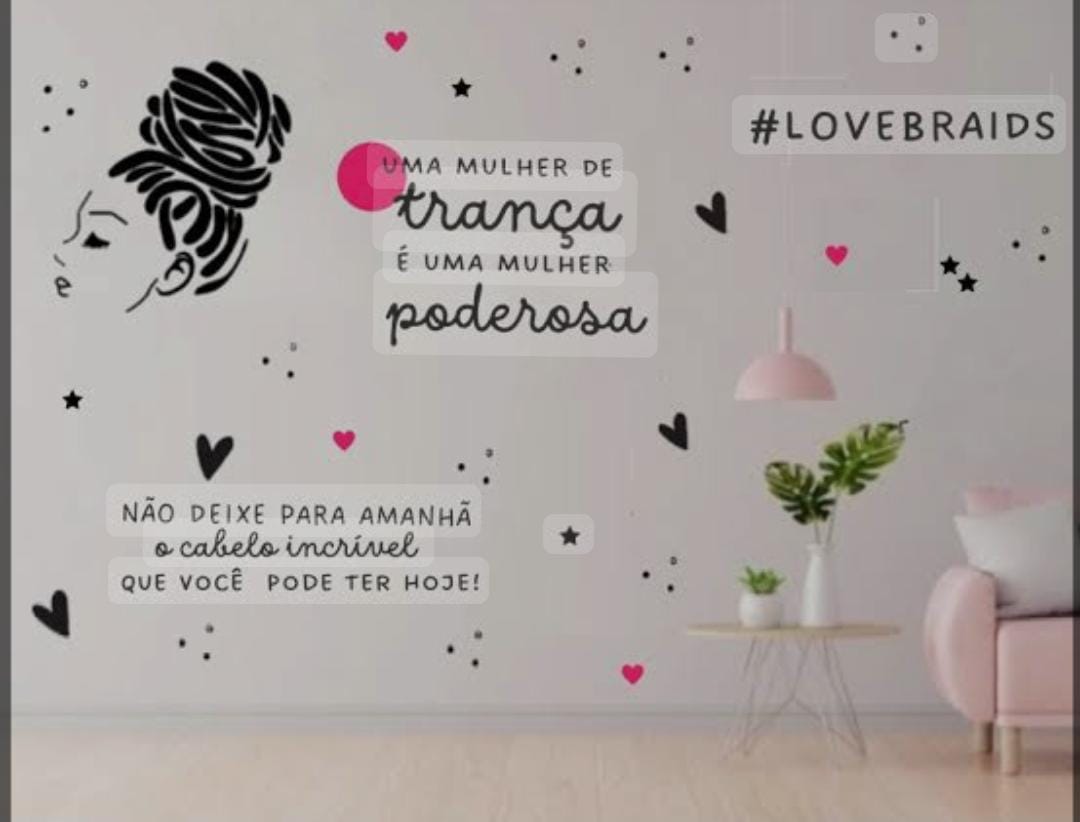 #LOVEBRAIDS
UMA MULHER DE
trança
É UMA MULHER
poderosa
NÃO DEIXE PARA AMANHÃ
o cabelo incrível
QUE VOCÊ PODE TER HOJE!